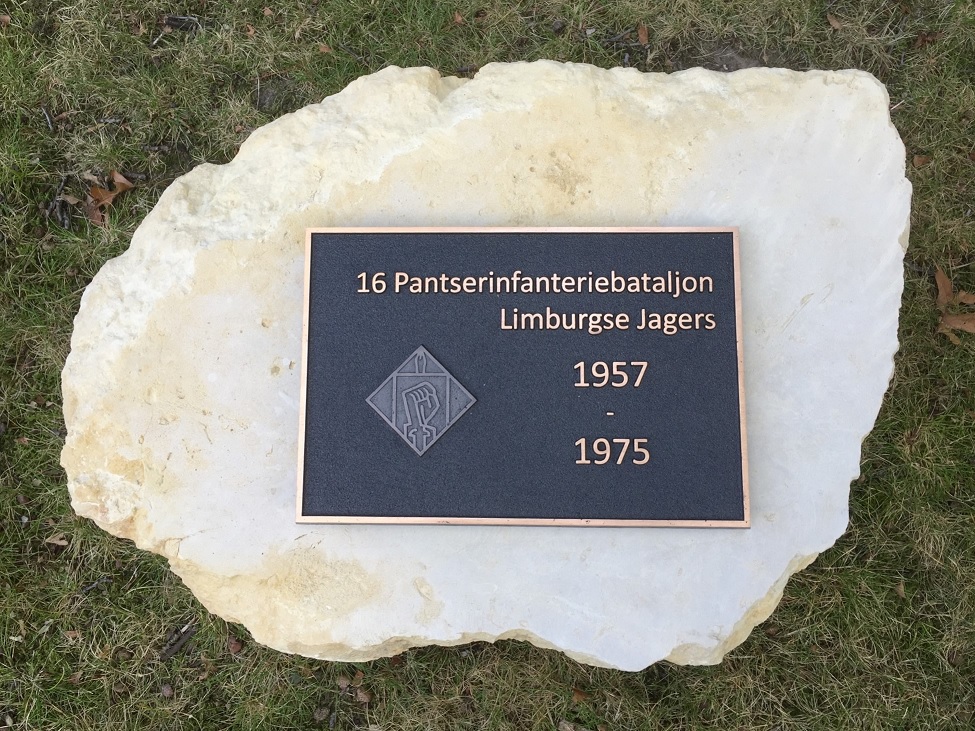 16 Pantserinfanteriebataljon
Limburgse Jagers
1957
-
1975